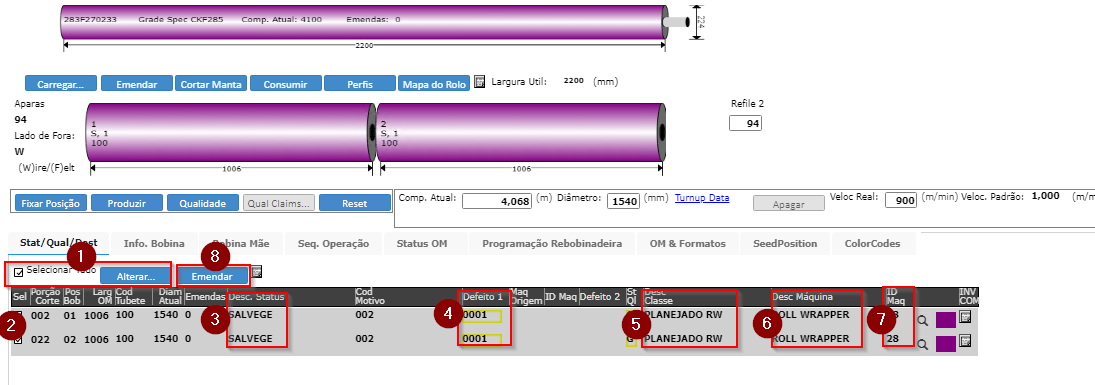 283F270233 Grade Spec CKF285 Comp. Atual: 4100 Emendas: 0
224
2200
Carregar... Emendar Cortar Manta Consumir Perfis Mapa do Rolo Largura Util: 2200 (mm)
Aparas
94
Lado de Fora:
W
(W)ire/(F)elt
1
S, 1
100
1006
2
S, 1
100
1006
Refile 2
94
Fixar Posição Produzir Qualidade Qual Claims... Reset Comp. Atual: 4,068 (m) Diâmetro: 1540 (mm) Turnup Data Apagar Veloc Real: 900 (m/min) Veloc. Padrão: 1,000
Stat/Qual/Dest Info. Bobina Bobina Mãe Seq. Operação Status OM Programação Rebobinadeira OM & Formatos SeedPosition ColorCodes
1 8
Selecionar Alterar... Emendar
Sel Porção Corte Pos Bob Larg OM Cod Tubete Diam Atual Emendas Desc. Status Cod Motivo Defeito 1 Maq Origem ID Maq Defeito 2 St Ql Desc Classe Desc Máquina ID Maq INV COM
002 01 1006 100 1540 0 SALVEGE 002 0001 PLANEJADO RW ROLL WRAPPER
2 3 4 5 6 7
022 02 1006 100 1540 0 SALVEGE 002 0001 G PLANEJADO RW ROLL WRAPPER 28